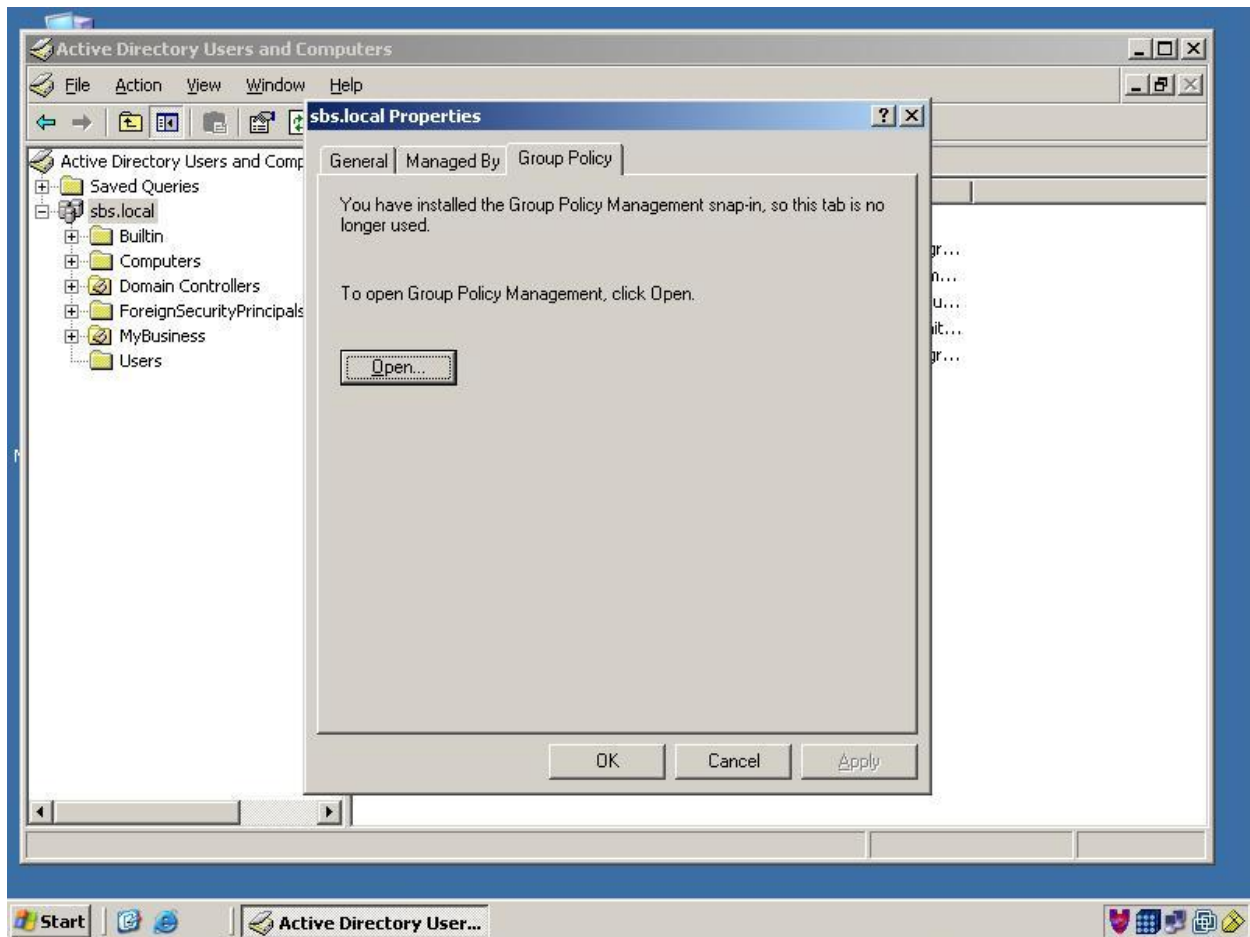 Active Directory Users and Computers
File Action View Window Help
sbs.local Properties
General Managed By Group Policy
Active Directory Users and Comp
Saved Queries
sbs.local
Builtin
Computers
Domain Controllers
ForeignSecurityPrincipals
MyBusiness
Users
You have installed the Group Policy Management snap-in, so this tab is no
longer used.
To open Group Policy Management, click Open.
Open...
gr...
u...
it...
gr...
OK Cancel Apply
Start Active Directory User...